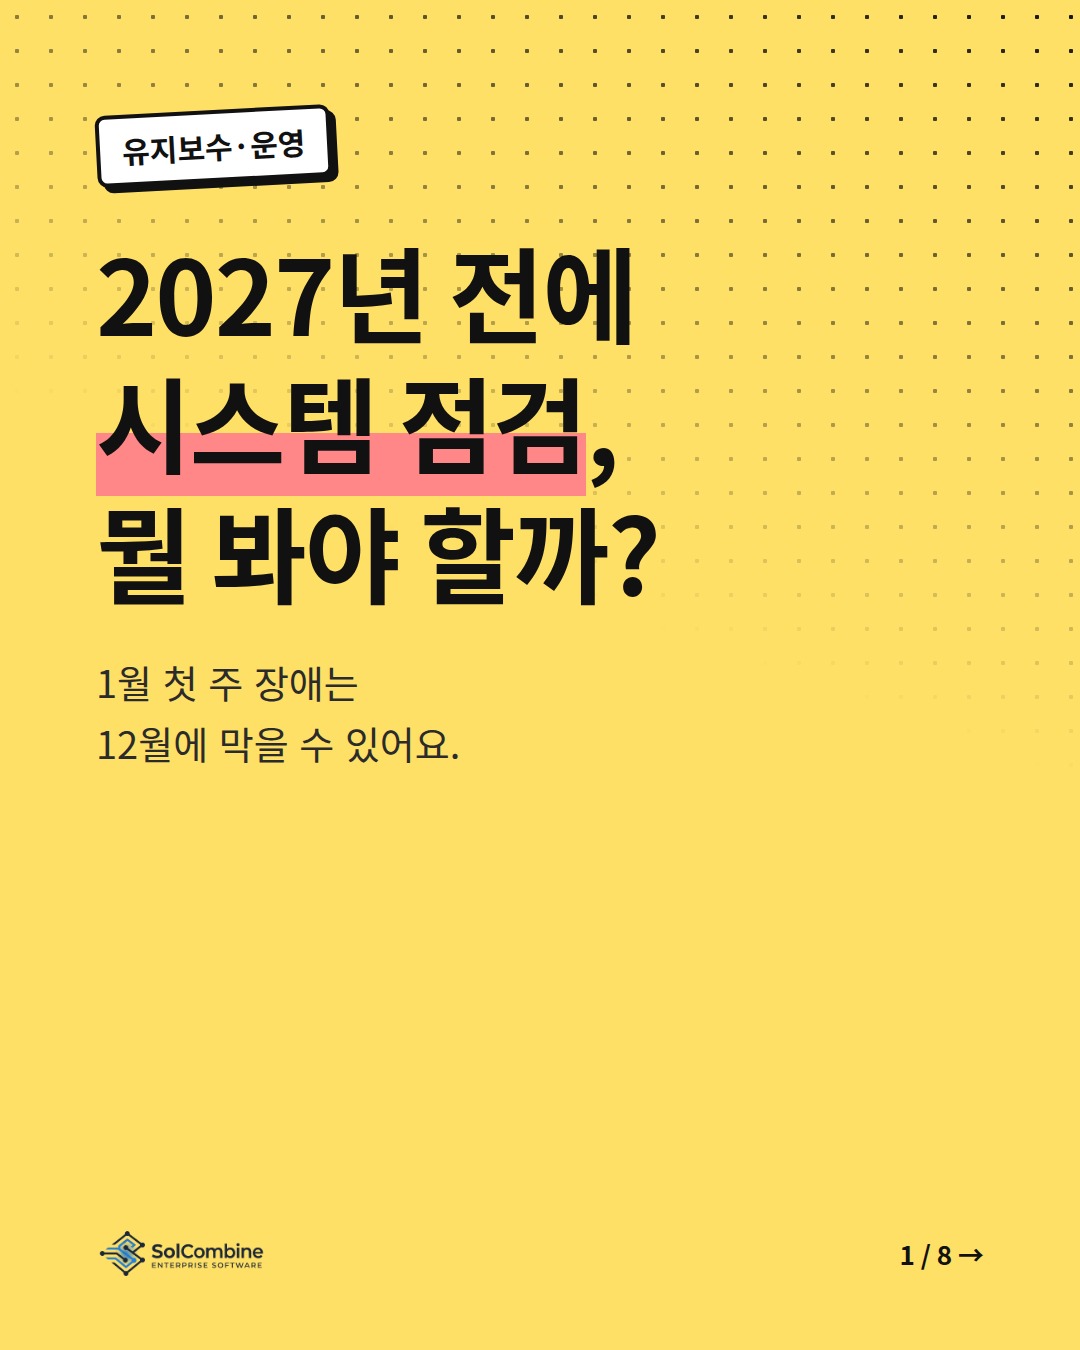 유지보수·운영
2027년 전에
시스템 점검,
뭘 봐야 할까?
1월 첫 주 장애는
12월에 막을 수 있어요.
SolCombine
ENTERPRISE SOFTWARE
1 / 8 →